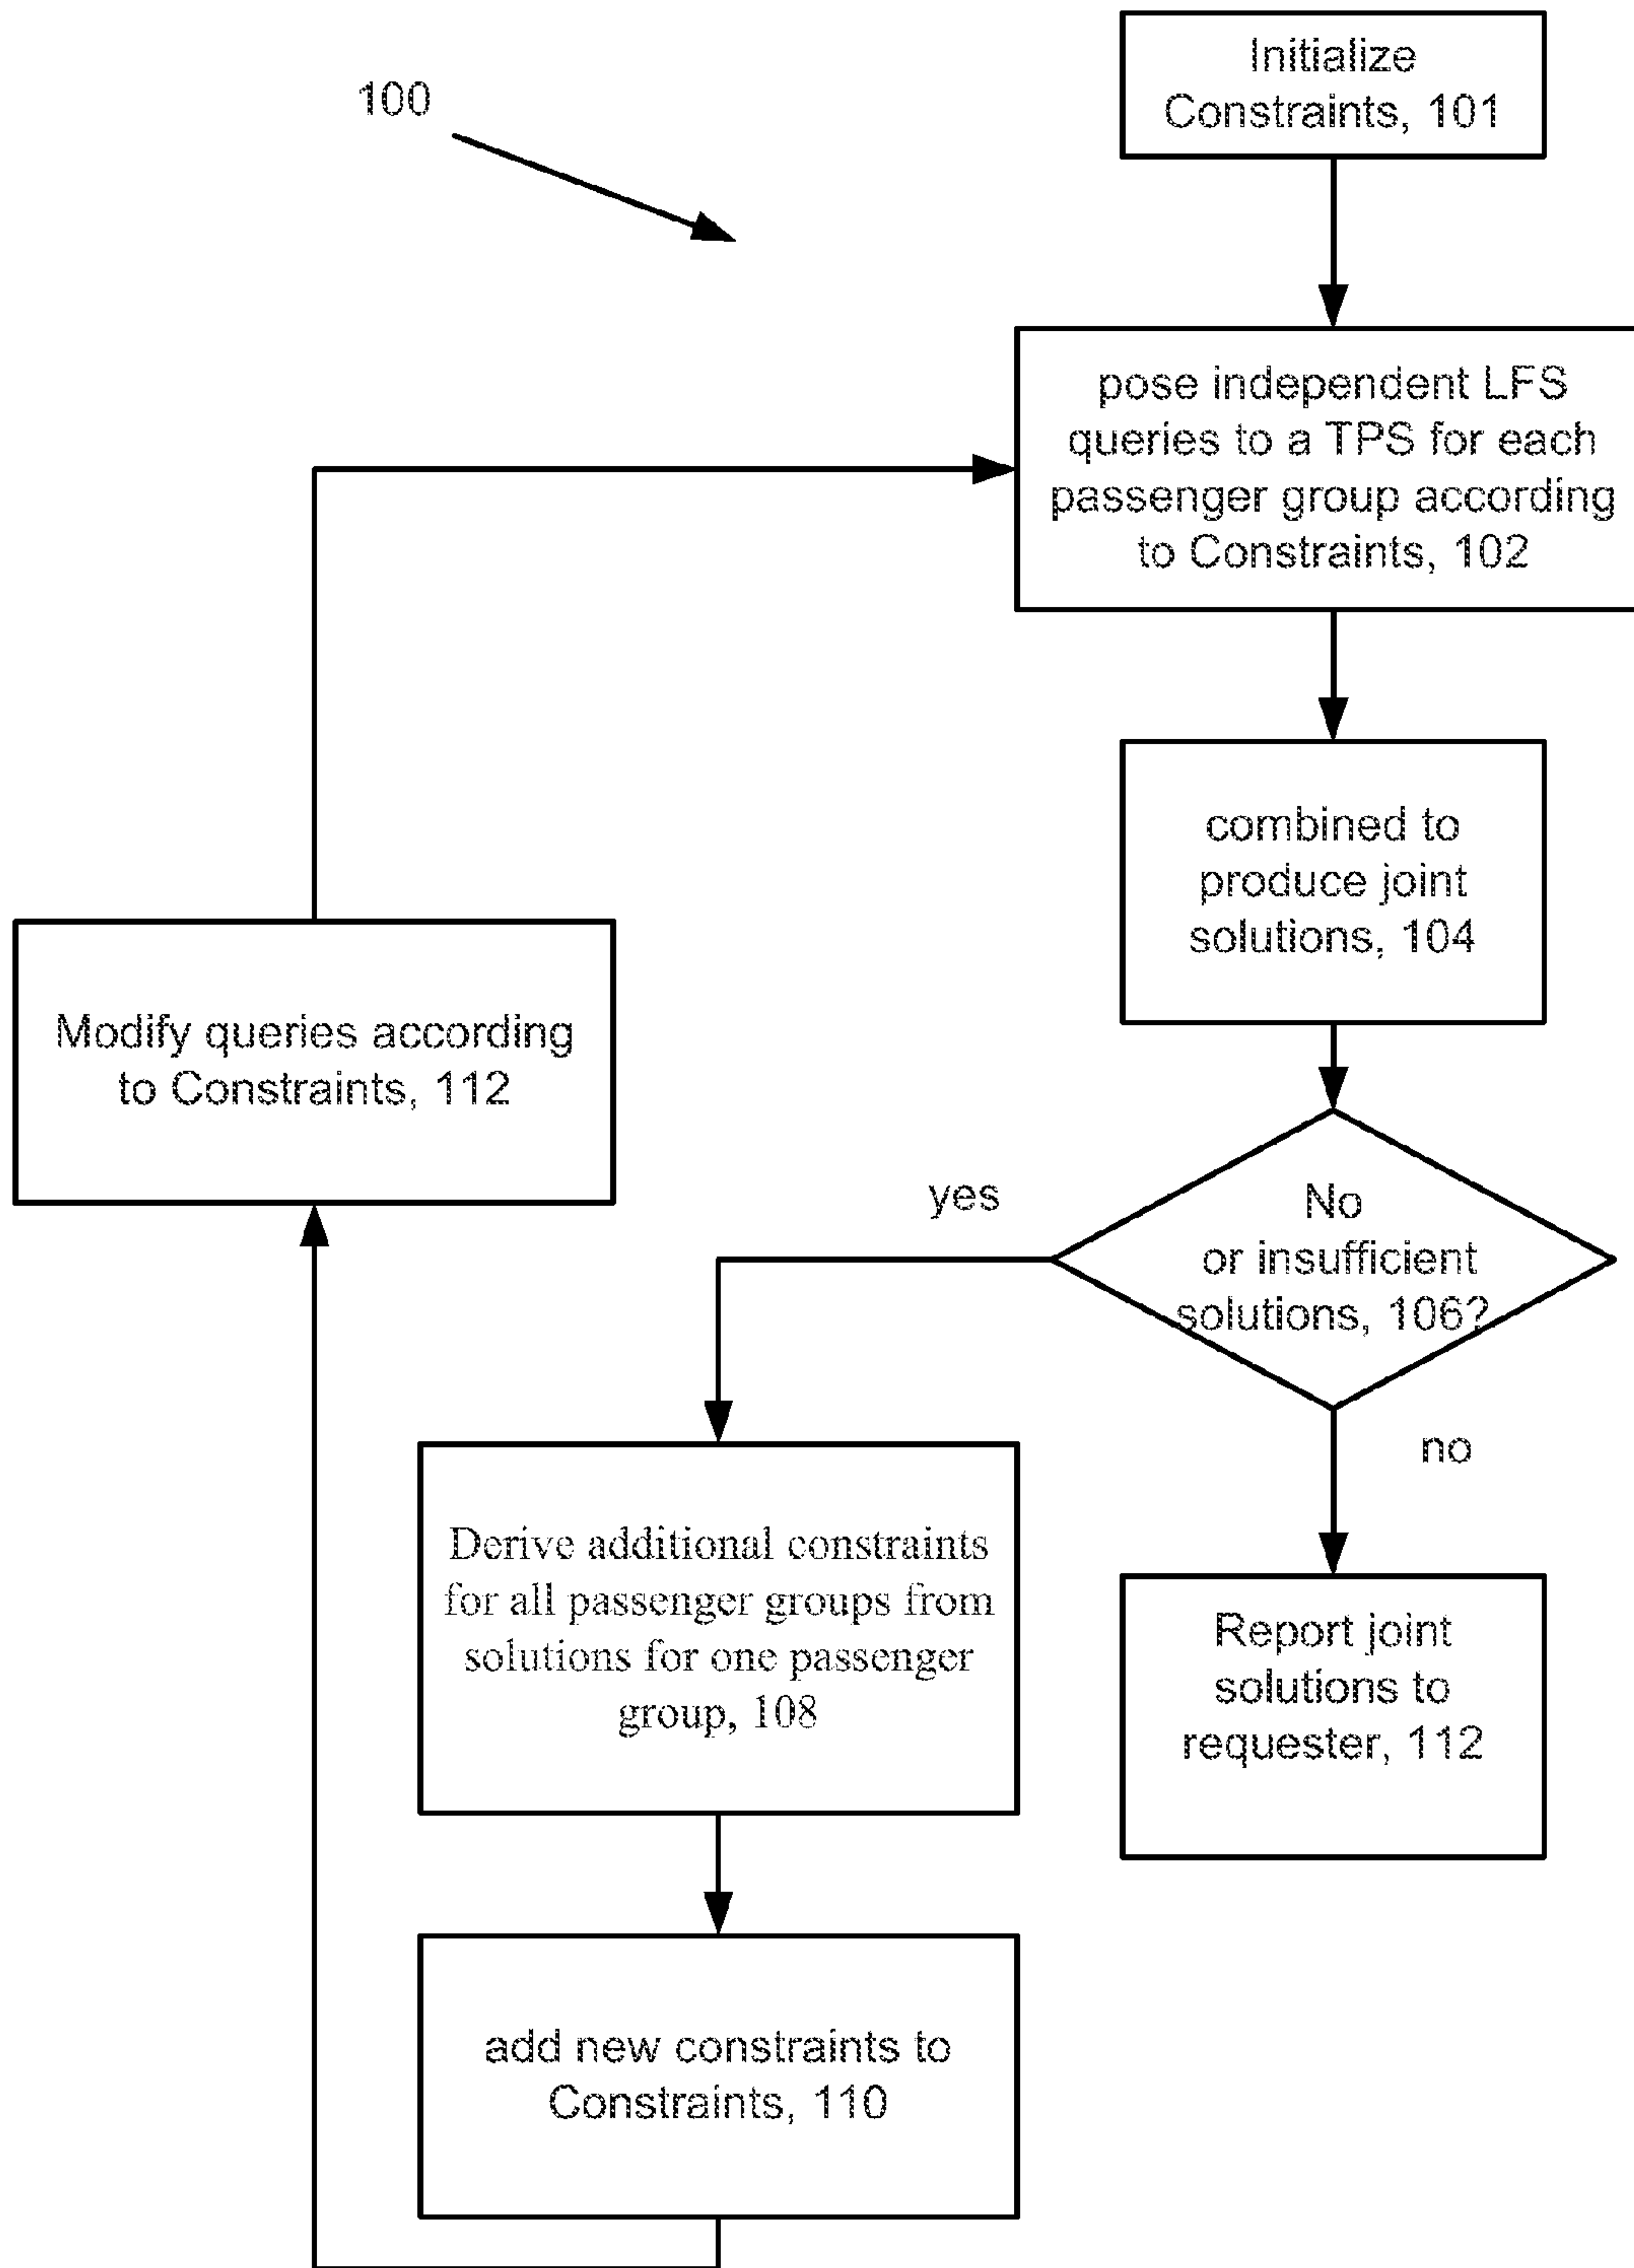 100
Initialize
Constraints, 101
pose independent LFS
queries to a TPS for each
passenger group according
to Constraints, 102
combined to
produce joint
solutions, 104
Modify queries according
to Constraints, 112
yes
No
or insufficient
solutions, 106?
no
Derive additional constraints
for all passenger groups from
solutions for one passenger
group, 108
Report joint
solutions to
requester, 112
add new constraints to
Constraints, 110